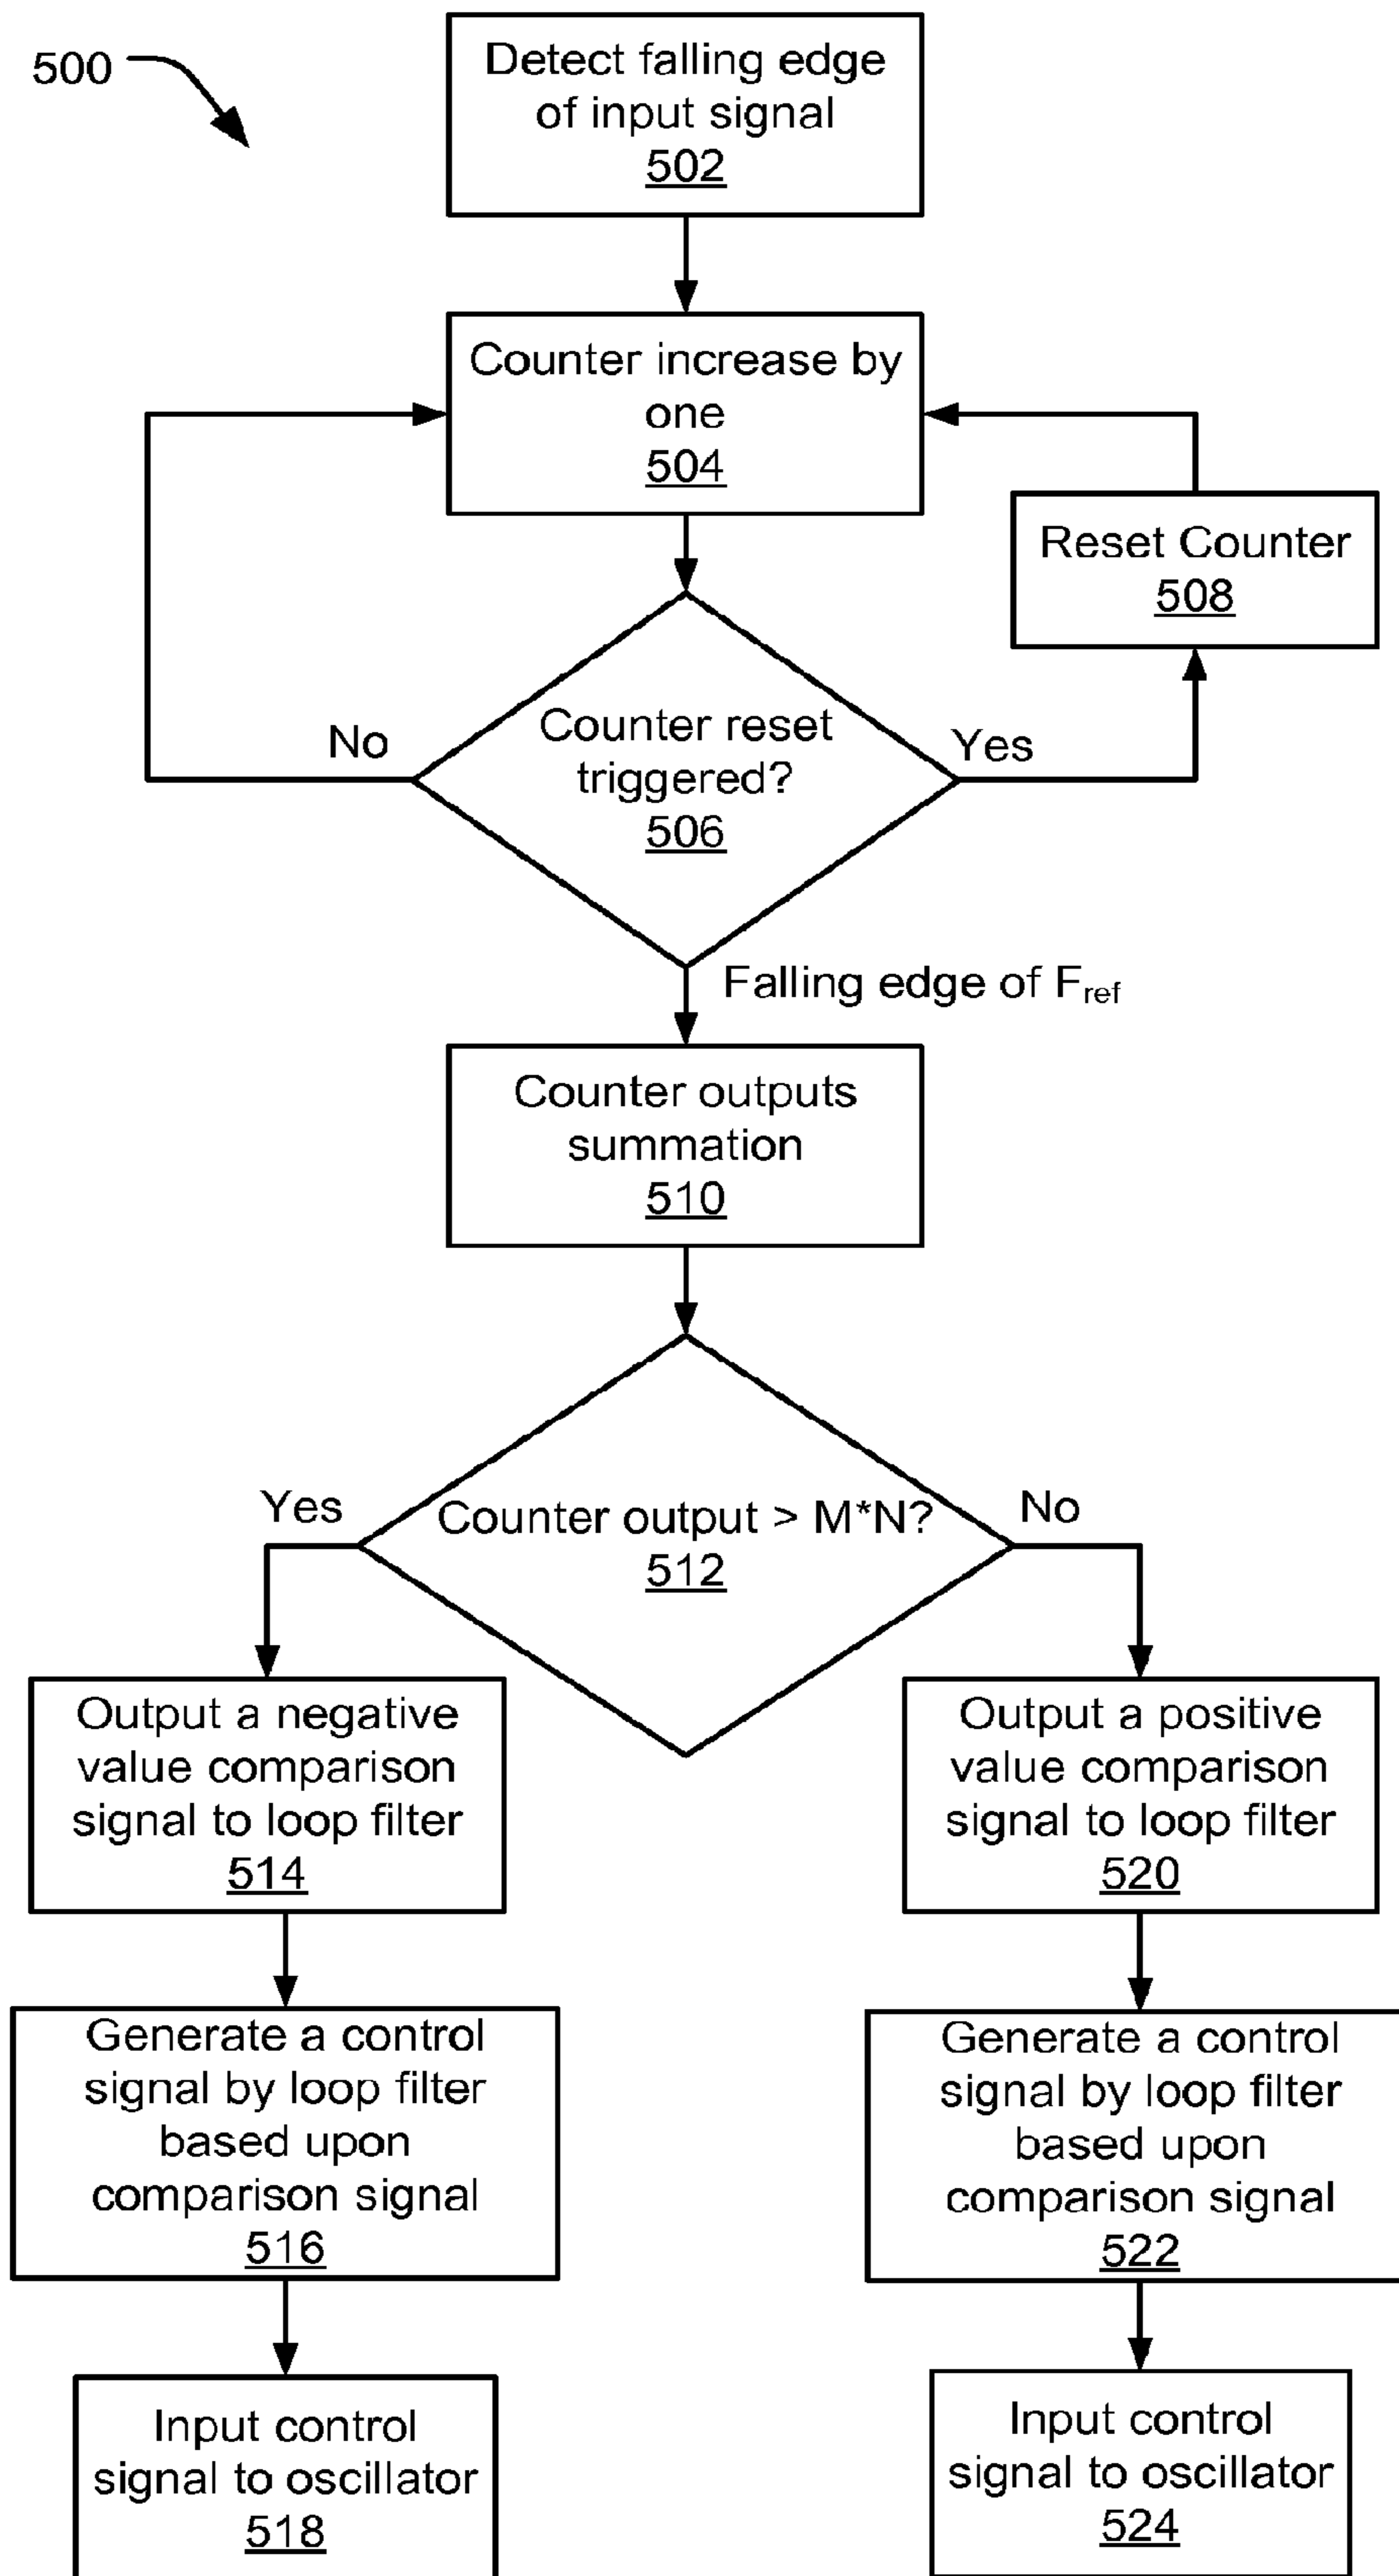 500
Detect falling edge
of input signal
502
Counter increase by
one
504
Reset Counter
508
No
Counter reset
triggered?
506
Yes
Falling edge of Fref
Counter outputs
summation
510
Yes
Counter output > M*N?
512
No
Output a negative
value comparison
signal to loop filter
514
Output a positive
value comparison
signal to loop filter
520
Generate a control
signal by loop filter
based upon
comparison signal
516
Generate a control
signal by loop filter
based upon
comparison signal
522
Input control
signal to oscillator
518
Input control
signal to oscillator
524